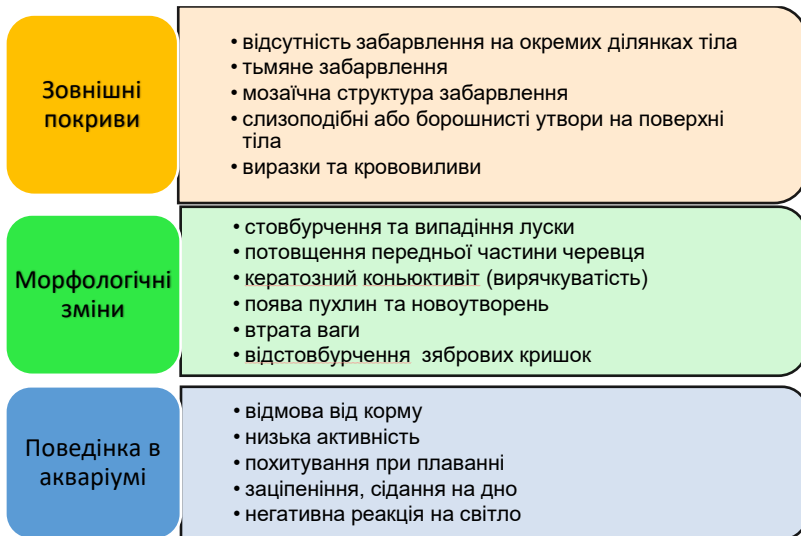 Зовнішні
покриви
• відсутність забарвлення на окремих ділянках тіла
• тьмяне забарвлення
• мозаїчна структура забарвлення
• слизоподібні або борошнисті утвори на поверхні
тіла
• виразки та крововиливи
Морфологічні
зміни
• стовбурчення та випадіння луски
• потовщення передньої частини черевця
• кератозний коньюктивіт (вирячкуватість)
• поява пухлин та новоутворень
• втрата ваги
• відстовбурчення зябрових кришок
Поведінка в
акваріумі
• відмова від корму
• низька активність
• похитування при плаванні
• заціпеніння, сідання на дно
• негативна реакція на світло